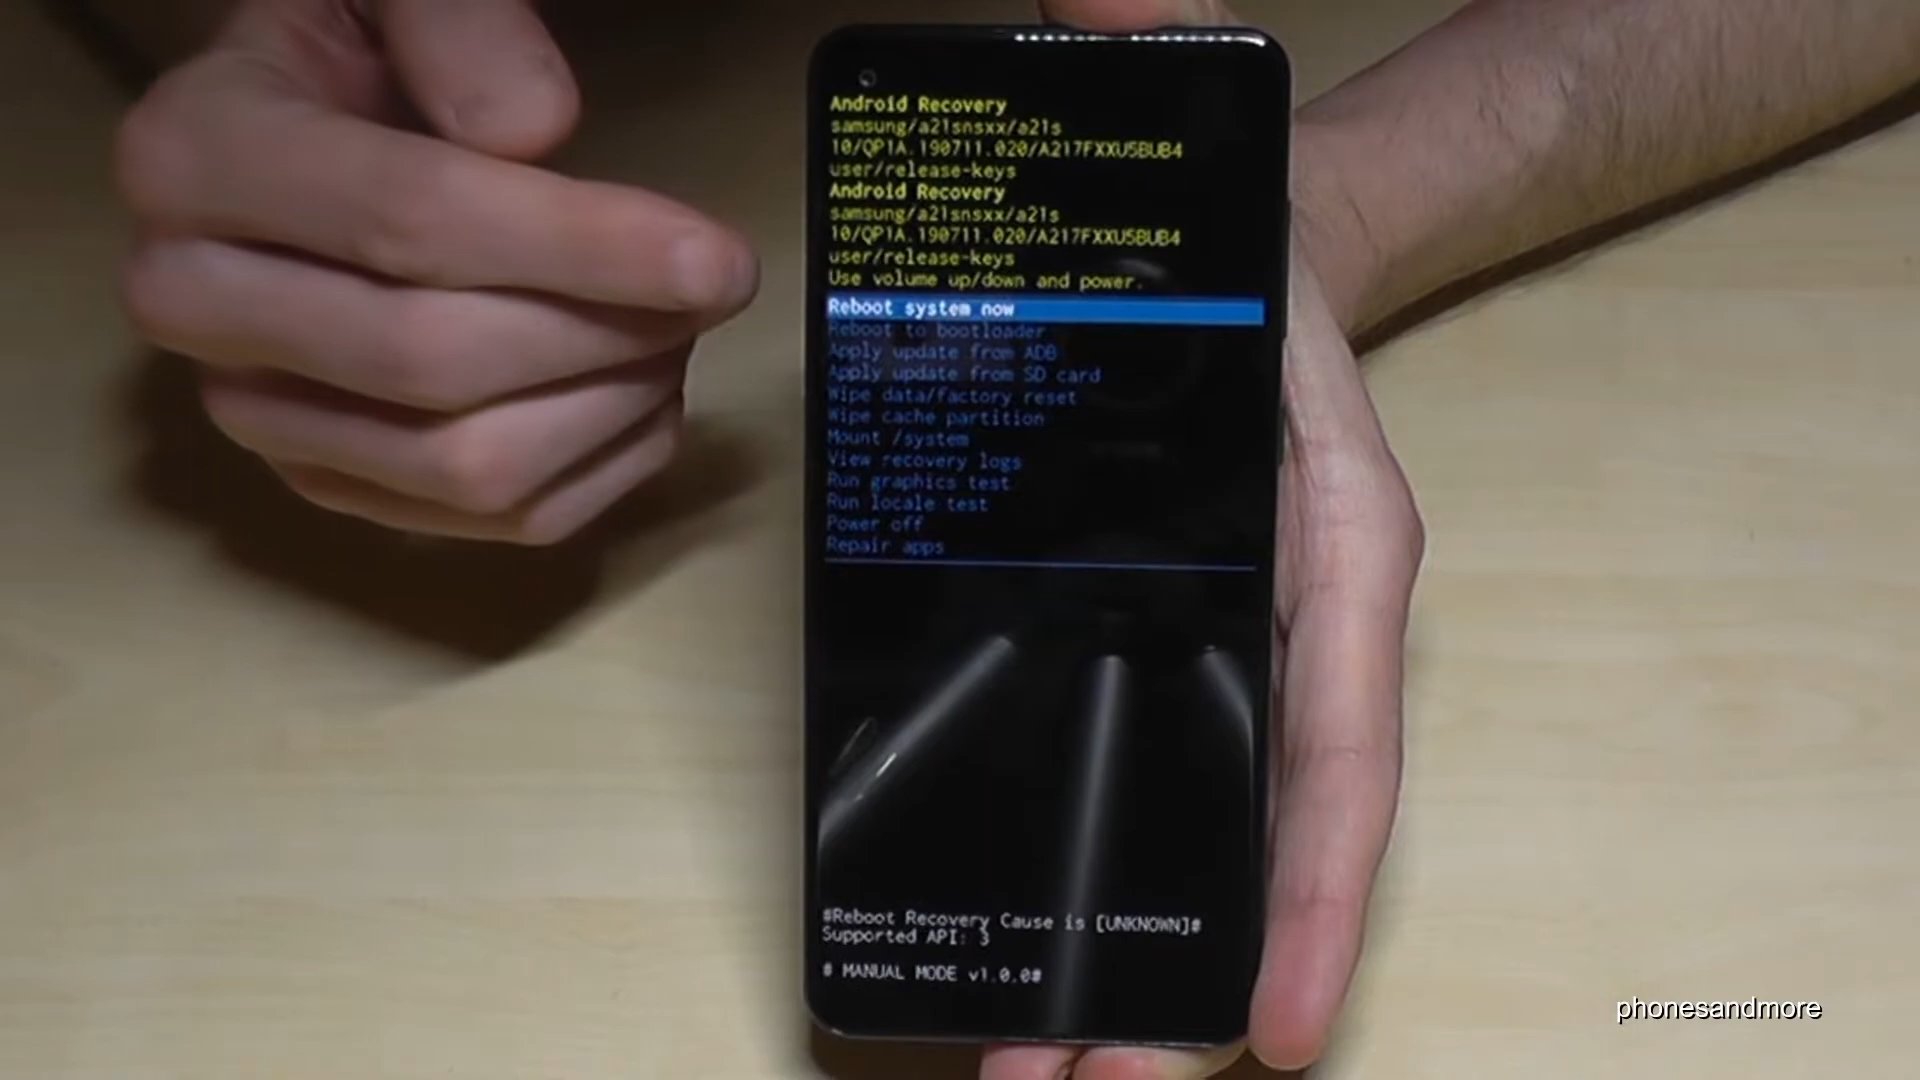 Android Recovery
samsung/a21snsxx/a21s
10/QP1A.190711.020/A217FXXU5BUB4
user/release-keys
Android Recovery
samsung/a21snsxx/a21s
10/QP1A.190711.020/A217FXXU5BUB4
user/release-keys
Use volume up/down and power.
Reboot system now
Reboot to bootloader
Apply update from ADB
Apply update from SD card
Wipe data/factory reset
Wipe cache partition
Mount /system
View recovery logs
Run graphics test
Run locale test
Power off
Repair apps
#Reboot Recovery Cause is [UNKNOWN]#
Supported API: 3
# MANUAL MODE v1.0.0#
phonesandmore